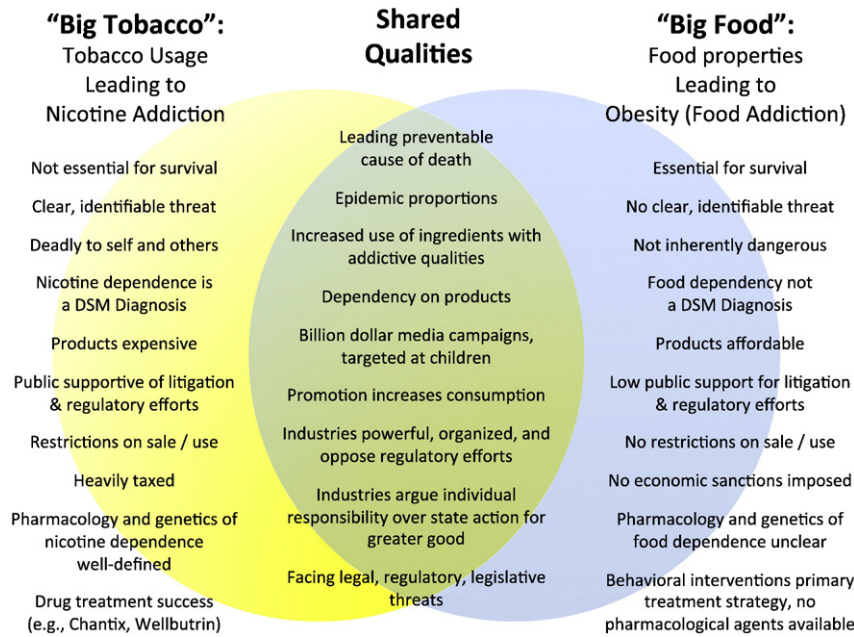 “Big Tobacco”:
Tobacco Usage
Leading to
Nicotine Addiction
Not essential for survival
Clear, identifiable threat
Deadly to self and others
Nicotine dependence is
a DSM Diagnosis
Products expensive
Public supportive of litigation
& regulatory efforts
Restrictions on sale / use
Heavily taxed
Pharmacology and genetics of
nicotine dependence
well-defined
Drug treatment success
(e.g., Chantix, Wellbutrin)
Shared
Qualities
Leading preventable
cause of death
Epidemic proportions
Increased use of ingredients with
addictive qualities
Dependency on products
Billion dollar media campaigns,
targeted at children
Promotion increases consumption
Industries powerful, organized, and
oppose regulatory efforts
Industries argue individual
responsibility over state action for
greater good
Facing legal, regulatory, legislative
threats
“Big Food”:
Food properties
Leading to
Obesity (Food Addiction)
Essential for survival
No clear, identifiable threat
Not inherently dangerous
Food dependency not
a DSM Diagnosis
Products affordable
Low public support for litigation
& regulatory efforts
No restrictions on sale / use
No economic sanctions imposed
Pharmacology and genetics of
food dependence unclear
Behavioral interventions primary
treatment strategy, no
pharmacological agents available